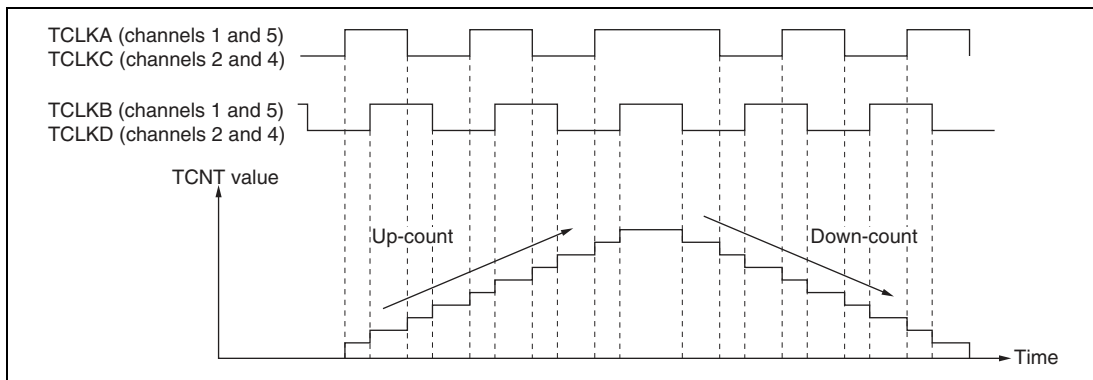 TCLKA (channels 1 and 5)
TCLKC (channels 2 and 4)
TCLKB (channels 1 and 5)
TCLKD (channels 2 and 4)
TCNT value
Up-count
Down-count
Time